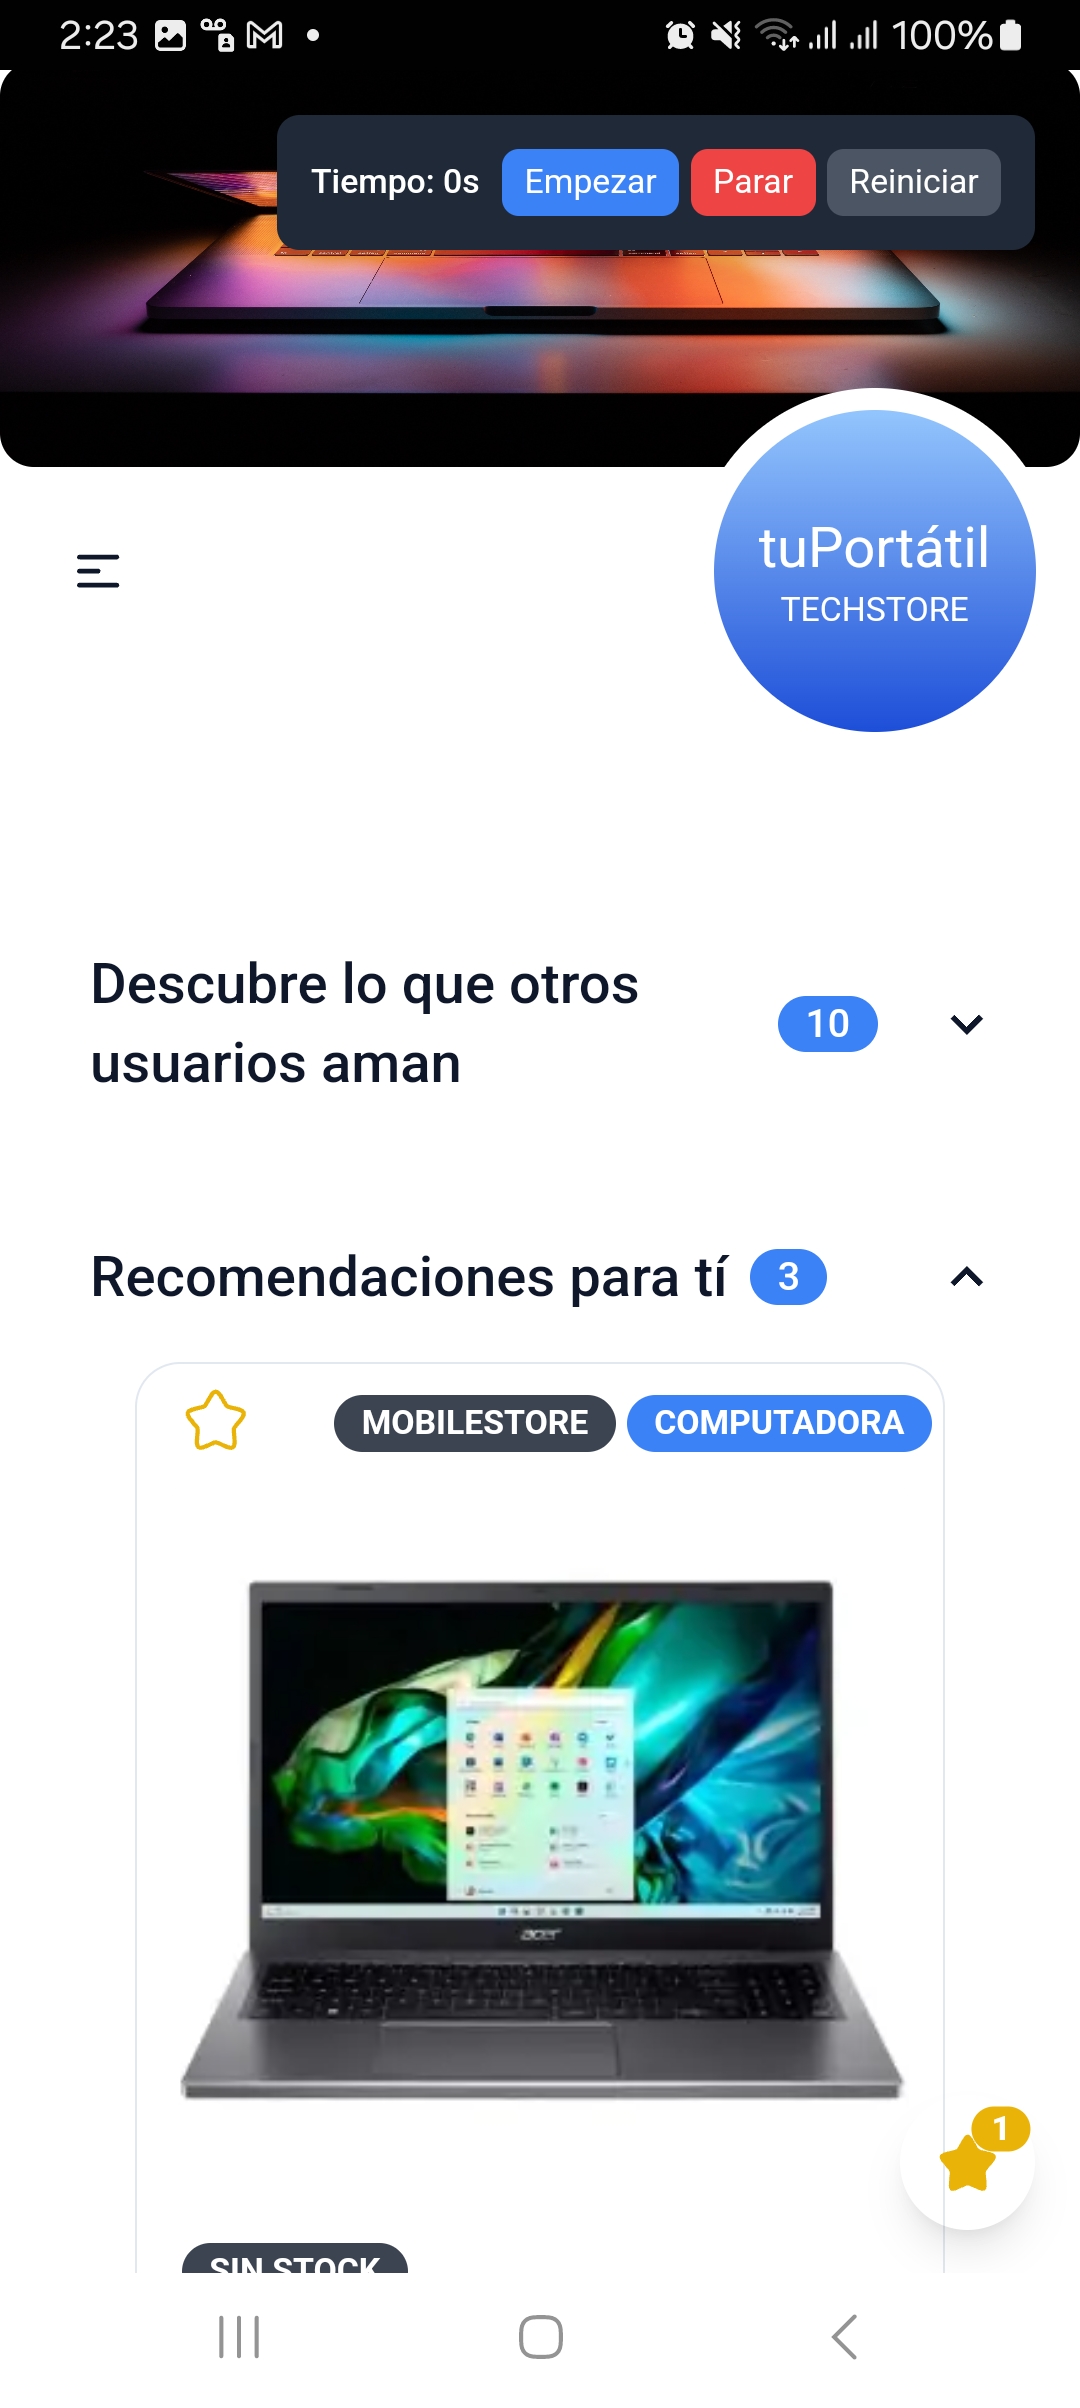 2:23 100%
Tiempo: 0s Empezar Parar Reiniciar
tuPortátil
TECHSTORE
Descubre lo que otros
usuarios aman
10
Recomendaciones para tí 3
MOBILESTORE COMPUTADORA
acer
1
SIN STOCK